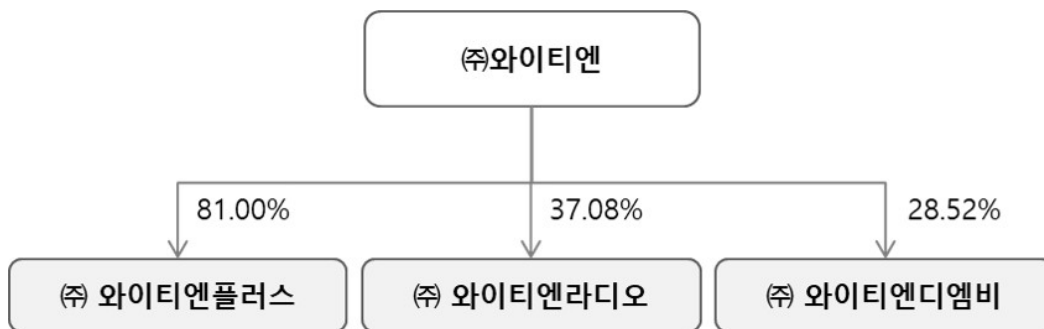 ㈜와이티엔
81.00%
37.08%
28.52%
㈜ 와이티엔플러스
㈜ 와이티엔라디오
㈜ 와이티엔디엠비